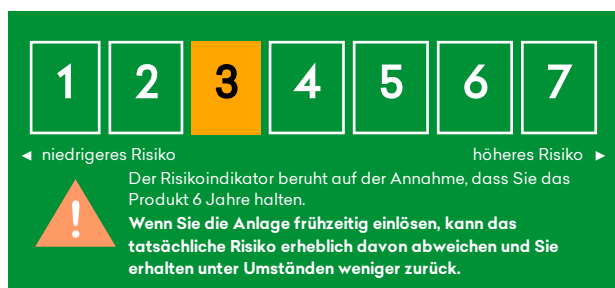 1 2 3 4 5 6 7
◄ niedrigeres Risiko höheres Risiko ►
Der Risikoindikator beruht auf der Annahme, dass Sie das
Produkt 6 Jahre halten.
Wenn Sie die Anlage frühzeitig einlösen, kann das
tatsächliche Risiko erheblich davon abweichen und Sie
erhalten unter Umständen weniger zurück.
!